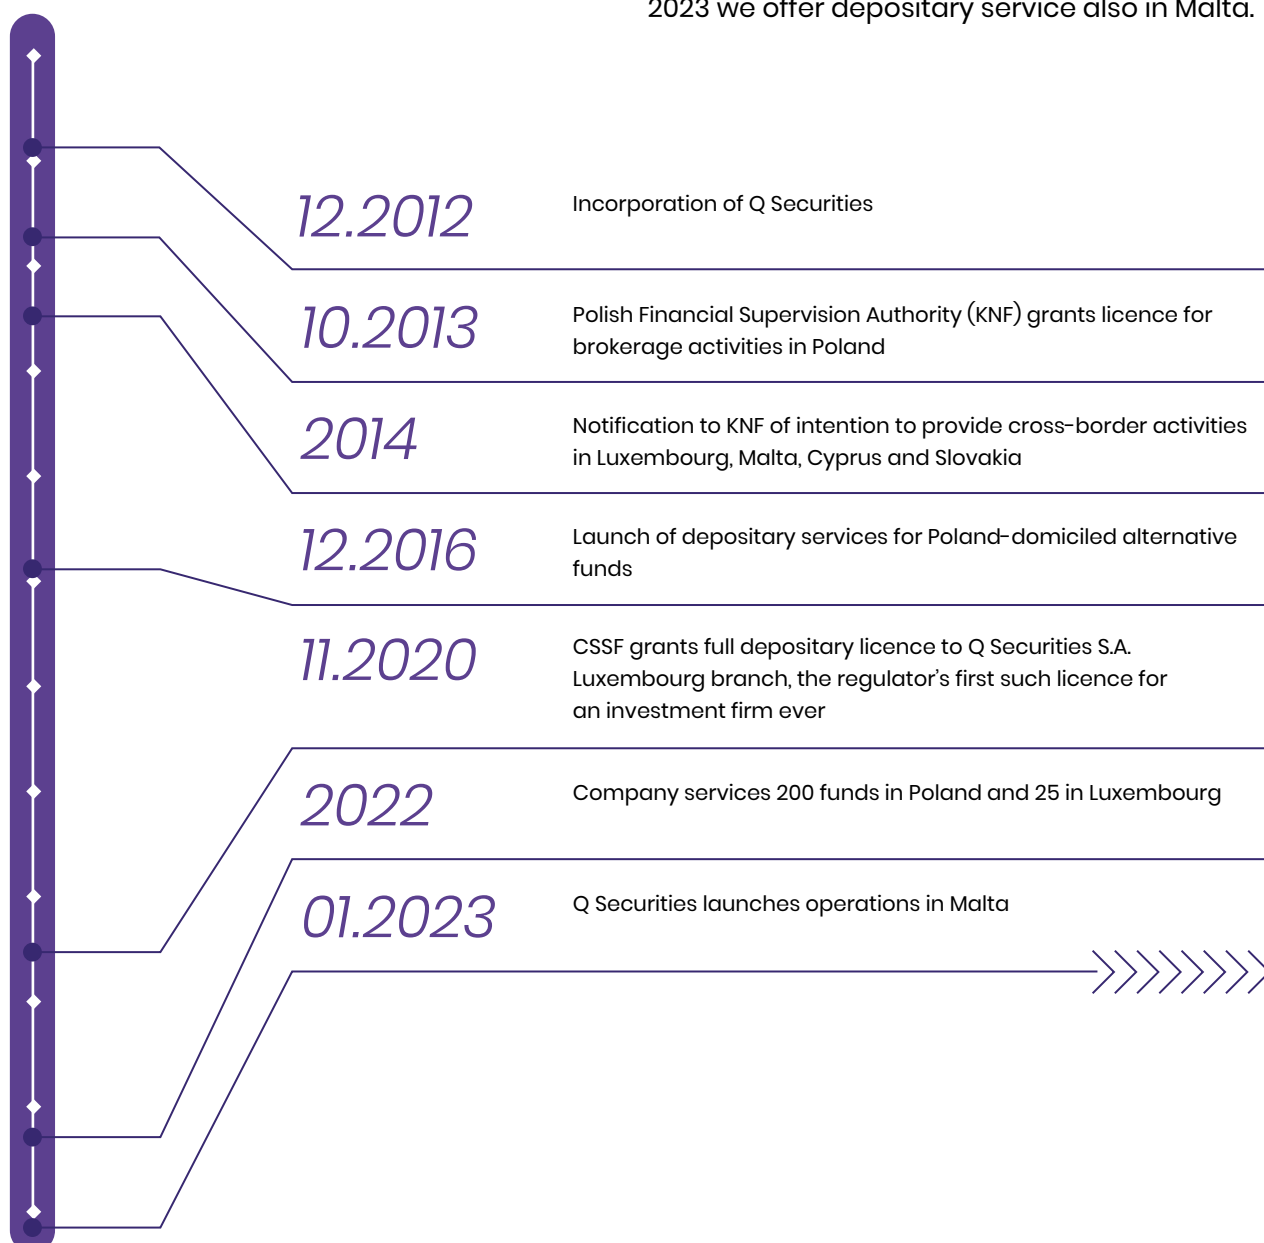 2023 we offer depositary service also in Malta.
12.2012
Incorporation of Q Securities
10.2013
Polish Financial Supervision Authority (KNF) grants licence for
brokerage activities in Poland
2014
Notification to KNF of intention to provide cross-border activities
in Luxembourg, Malta, Cyprus and Slovakia
12.2016
Launch of depositary services for Poland-domiciled alternative
funds
11.2020
CSSF grants full depositary licence to Q Securities S.A.
Luxembourg branch, the regulator’s first such licence for
an investment firm ever
2022
Company services 200 funds in Poland and 25 in Luxembourg
01.2023
Q Securities launches operations in Malta